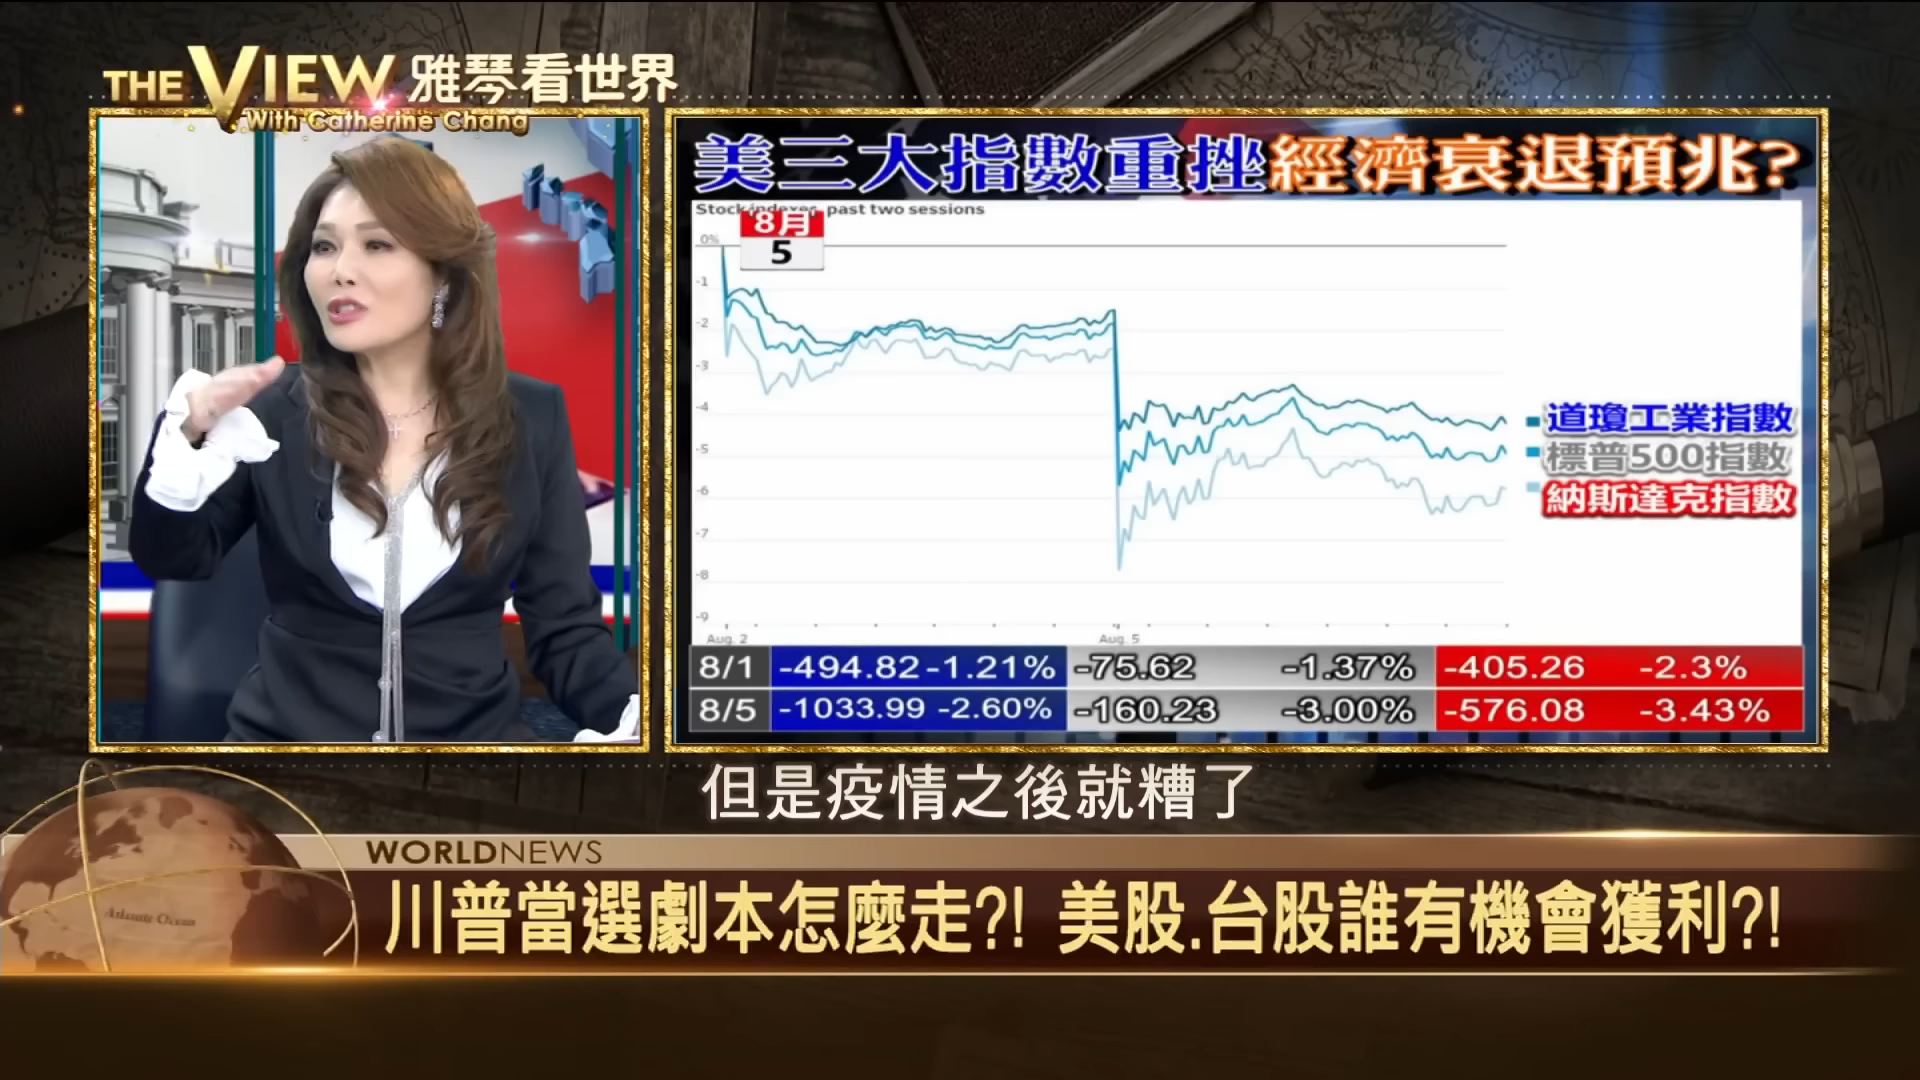 THE VIEW 雅琴看世界
With Catherine Chang
美三大指數重挫經濟衰退預兆?
Stock indexes, past two sessions
8月
5
0%
-1
-2
-3
-4
-5
-6
-7
-8
-9
Aug. 2
Aug. 5
道瓊工業指數
標普500指數
納斯達克指數
8/1 -494.82 -1.21% -75.62 -1.37% -405.26 -2.3%
8/5 -1033.99 -2.60% -160.23 -3.00% -576.08 -3.43%
但是疫情之後就糟了
WORLDNEWS
川普當選劇本怎麼走?! 美股.台股誰有機會獲利?!
Atlantic Ocean